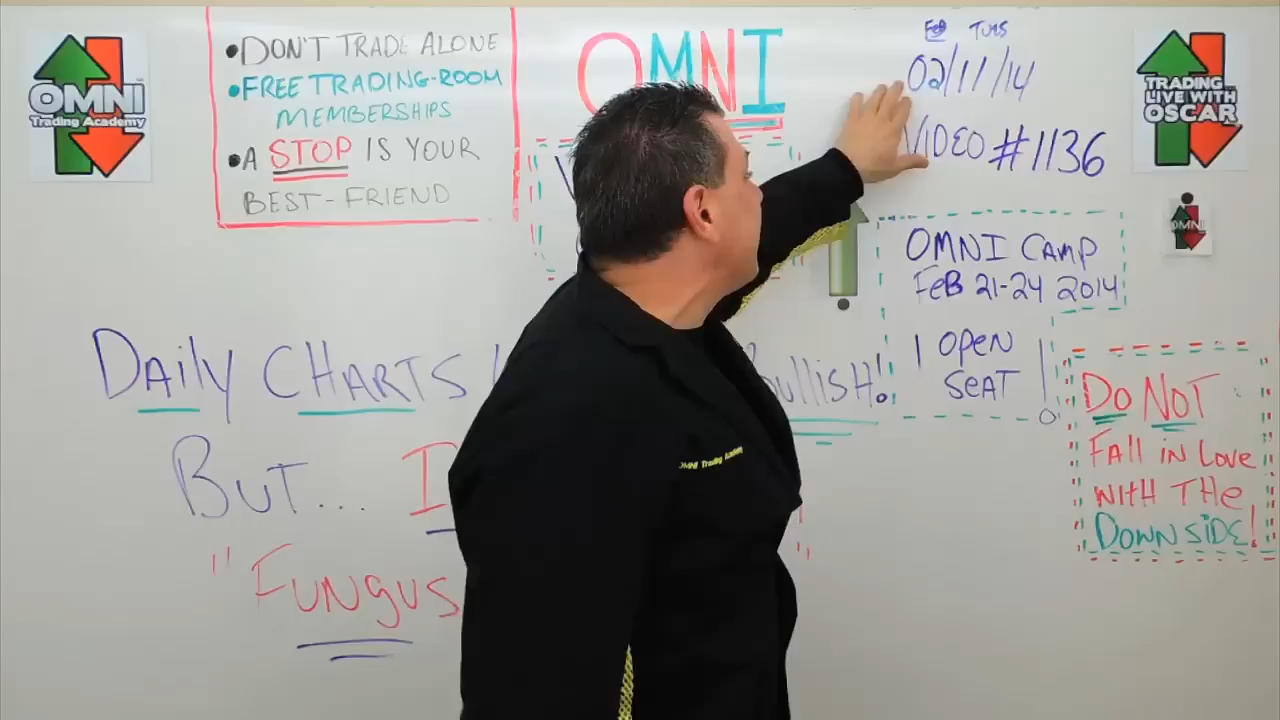 OMNI
Trading Academy
• DON'T TRADE ALONE
• FREE TRADING-ROOM
MEMBERSHIPS
• A STOP IS YOUR
BEST-FRIEND
OMNI
FEB TUES
02/11/14
VIDEO #1136
TRADING
LIVE WITH
OSCAR
OMNI
OMNI CAMP
FEB 21-24 2014
1 OPEN
SEAT!
DAILY CHARTS BULLISH!
BUT... I
"FUNGUS
OMNI Trading Academy
DO NOT
FALL IN LOVE
WITH THE
DOWNSIDE!